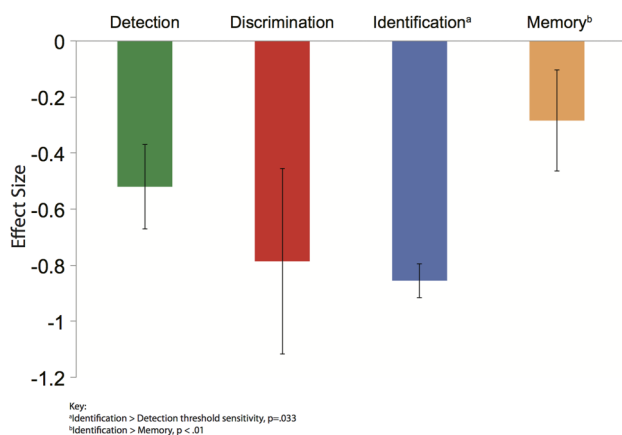 Detection Discrimination Identificationᵃ Memoryᵇ
0
-0.2
-0.4
-0.6
-0.8
-1
-1.2
Effect Size
Key:
ᵃIdentification > Detection threshold sensitivity, p=.033
ᵇIdentification > Memory, p < .01